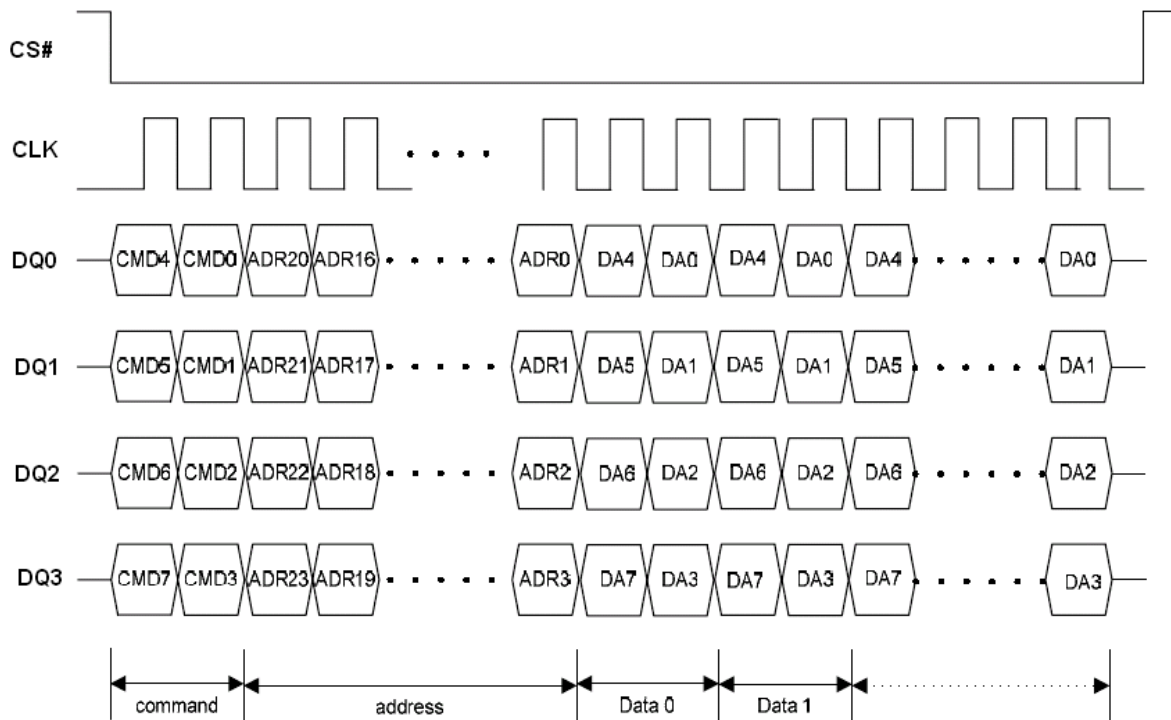 CS#
CLK
DQ0 CMD4 CMD0 ADR20 ADR16 ADR0 DA4 DA0 DA4 DA0 DA4 DA0
DQ1 CMD5 CMD1 ADR21 ADR17 ADR1 DA5 DA1 DA5 DA1 DA5 DA1
DQ2 CMD6 CMD2 ADR22 ADR18 ADR2 DA6 DA2 DA6 DA2 DA6 DA2
DQ3 CMD7 CMD3 ADR23 ADR19 ADR3 DA7 DA3 DA7 DA3 DA7 DA3
command address Data 0 Data 1